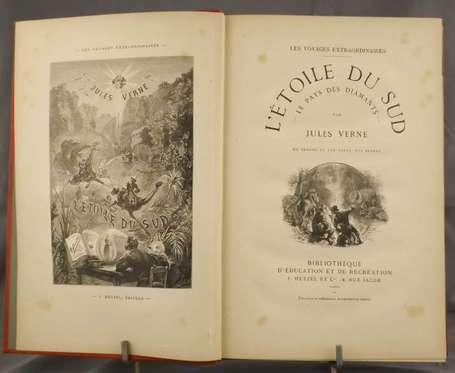 — LES VOYAGES EXTRAORDINAIRES —
JULES VERNE
L'ÉTOILE DU SUD
— J. HETZEL, ÉDITEUR —
LES VOYAGES EXTRAORDINAIRES
L'ÉTOILE DU SUD
— LE PAYS DES DIAMANTS —
PAR
JULES VERNE
BIBLIOTHÈQUE
D'ÉDUCATION ET DE RÉCRÉATION
J. HETZEL ET Cie, 18, RUE JACOB
PARIS